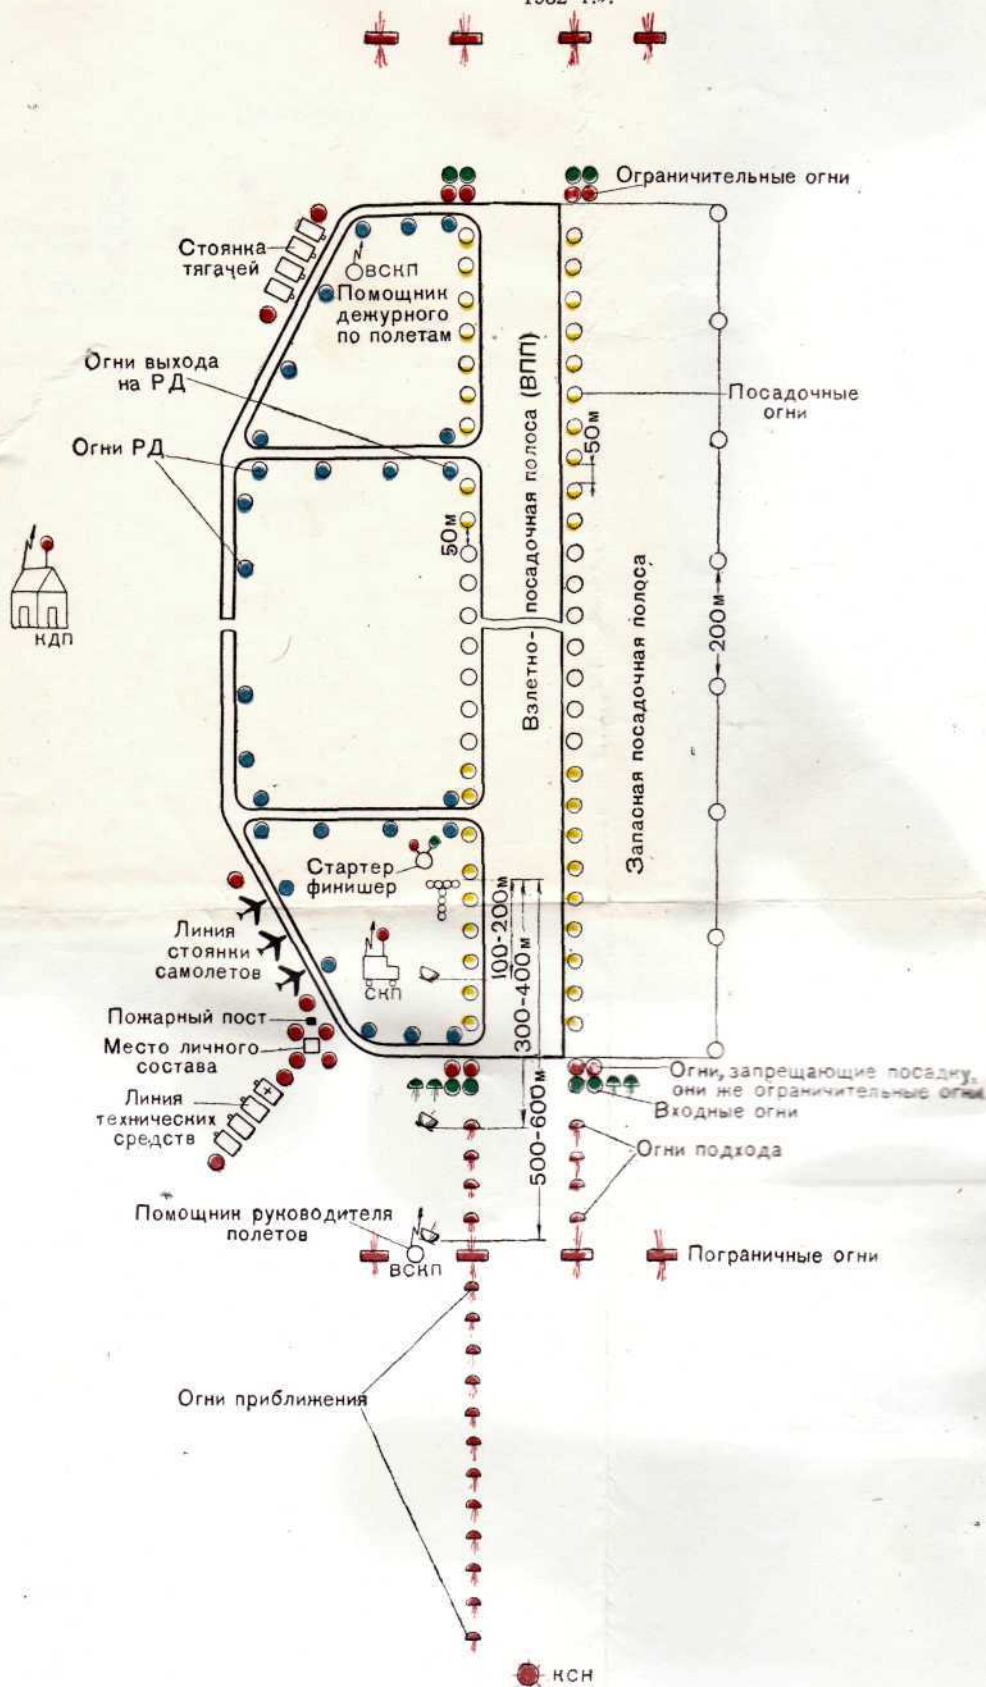 1982 г.».
Ограничительные огни
Стоянка
тягачей
ВСКП
Помощник
дежурного
по полетам
Огни выхода
на РД
Посадочные
огни
Огни РД
50м
50м
Взлетно-посадочная полоса (ВПП)
КДП
200м
Запасная посадочная полоса
Стартер
финишер
Линия
стоянки
самолетов
СКП
100-200м
300-400м
500-600м
Пожарный пост
Место личного
состава
Огни, запрещающие посадку,
они же ограничительные огни
Входные огни
Линия
технических
средств
Огни подхода
Помощник руководителя
полетов
ВСКП
Пограничные огни
Огни приближения
КСН